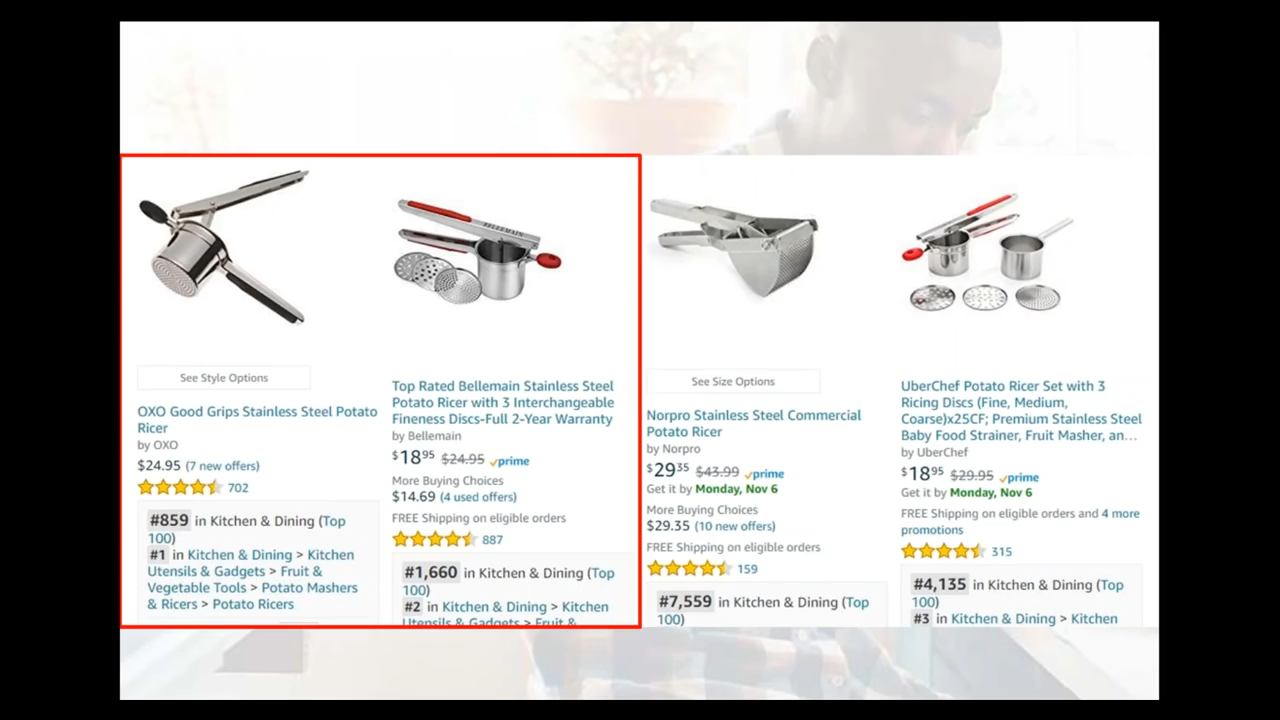 See Style Options
OXO Good Grips Stainless Steel Potato
Ricer
by OXO
$24.95 (7 new offers)
702
#859 in Kitchen & Dining (Top
100)
#1 in Kitchen & Dining > Kitchen
Utensils & Gadgets > Fruit &
Vegetable Tools > Potato Mashers
& Ricers > Potato Ricers
BELLEMAIN
Top Rated Bellemain Stainless Steel
Potato Ricer with 3 Interchangeable
Fineness Discs-Full 2-Year Warranty
by Bellemain
$1895 $24.95 prime
More Buying Choices
$14.69 (4 used offers)
FREE Shipping on eligible orders
887
#1,660 in Kitchen & Dining (Top
100)
#2 in Kitchen & Dining > Kitchen
Utensils & Gadgets > Fruit &
See Size Options
Norpro Stainless Steel Commercial
Potato Ricer
by Norpro
$2935 $43.99 prime
Get it by Monday, Nov 6
More Buying Choices
$29.35 (10 new offers)
FREE Shipping on eligible orders
159
#7,559 in Kitchen & Dining (Top
100)
UberChef Potato Ricer Set with 3
Ricing Discs (Fine, Medium,
Coarse)x25CF; Premium Stainless Steel
Baby Food Strainer, Fruit Masher, an…
by UberChef
$1895 $29.95 prime
Get it by Monday, Nov 6
FREE Shipping on eligible orders and 4 more
promotions
315
#4,135 in Kitchen & Dining (Top
100)
#3 in Kitchen & Dining > Kitchen